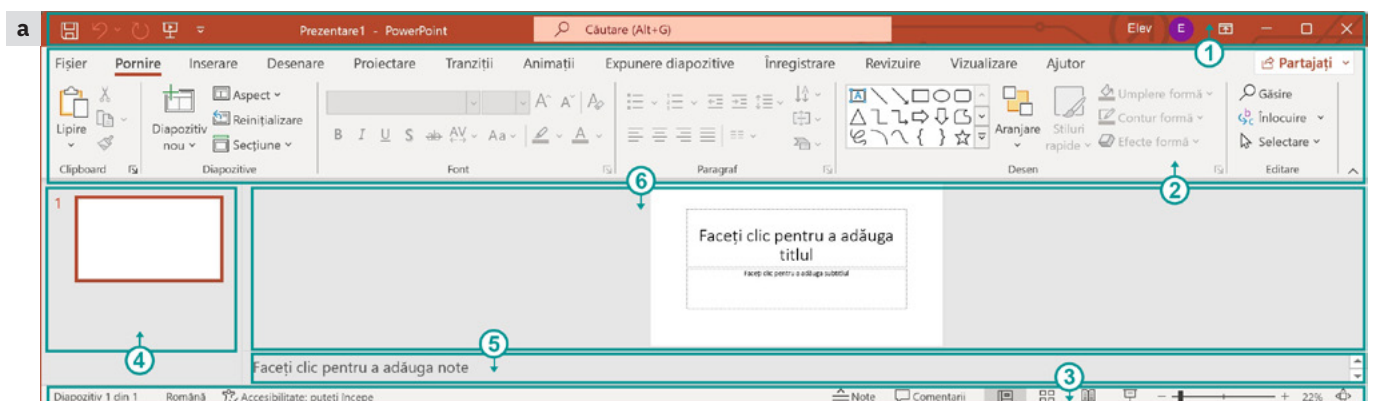 a
Prezentare1 - PowerPoint Căutare (Alt+G) Elev E
1
Fișier Pornire Inserare Desenare Proiectare Tranziții Animații Expunere diapozitive Înregistrare Revizuire Vizualizare Ajutor Partajați
Lipire
Diapozitiv nou
Aspect
Reinițializare
Secțiune
B I U S ab AV Aa A
A A A
Aranjare
Stiluri rapide
Umplere formă
Contur formă
Efecte formă
Găsire
Înlocuire
Selectare
Clipboard Diapozitive Font Paragraf Desen Editare
6
2
1
Faceți clic pentru a adăuga
titlul
Faceți clic pentru a adăuga subtitlul
4
5
Faceți clic pentru a adăuga note
3
Diapozitiv 1 din 1 Română Accesibilitate: puteți începe Note Comentarii 22%